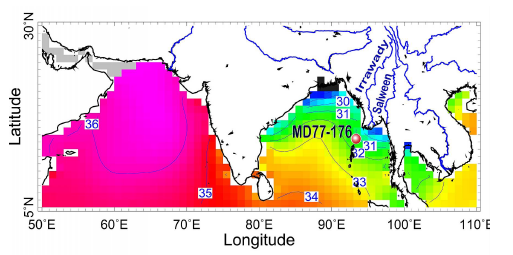 30˚N
Irrawady
Salween
36
30
31
MD77-176
31
32
33
35
34
5˚N
Latitude
50˚E
60˚E
70˚E
80˚E
90˚E
100˚E
110˚E
Longitude